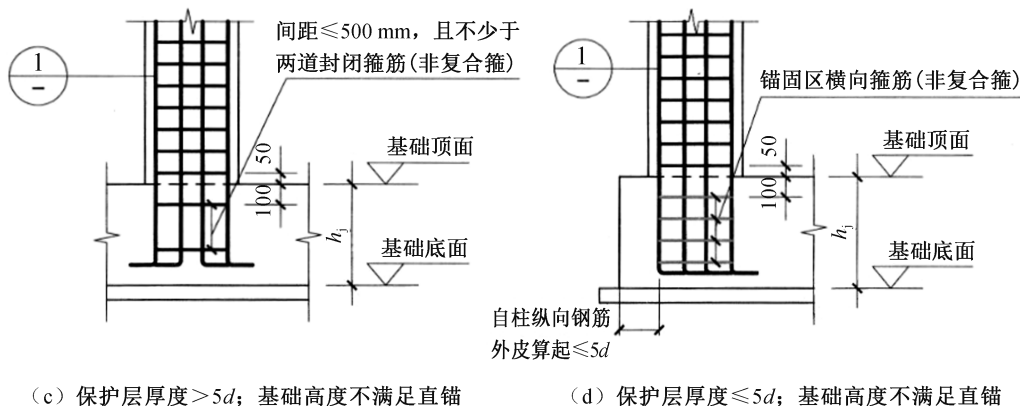 间距≤500 mm，且不少于
两道封闭箍筋(非复合箍)
1
–
50
基础顶面
100
hj
基础底面
（c）保护层厚度＞5d；基础高度不满足直锚
1
–
锚固区横向箍筋(非复合箍)
50
基础顶面
100
hj
基础底面
自柱纵向钢筋
外皮算起≤5d
（d）保护层厚度≤5d；基础高度不满足直锚